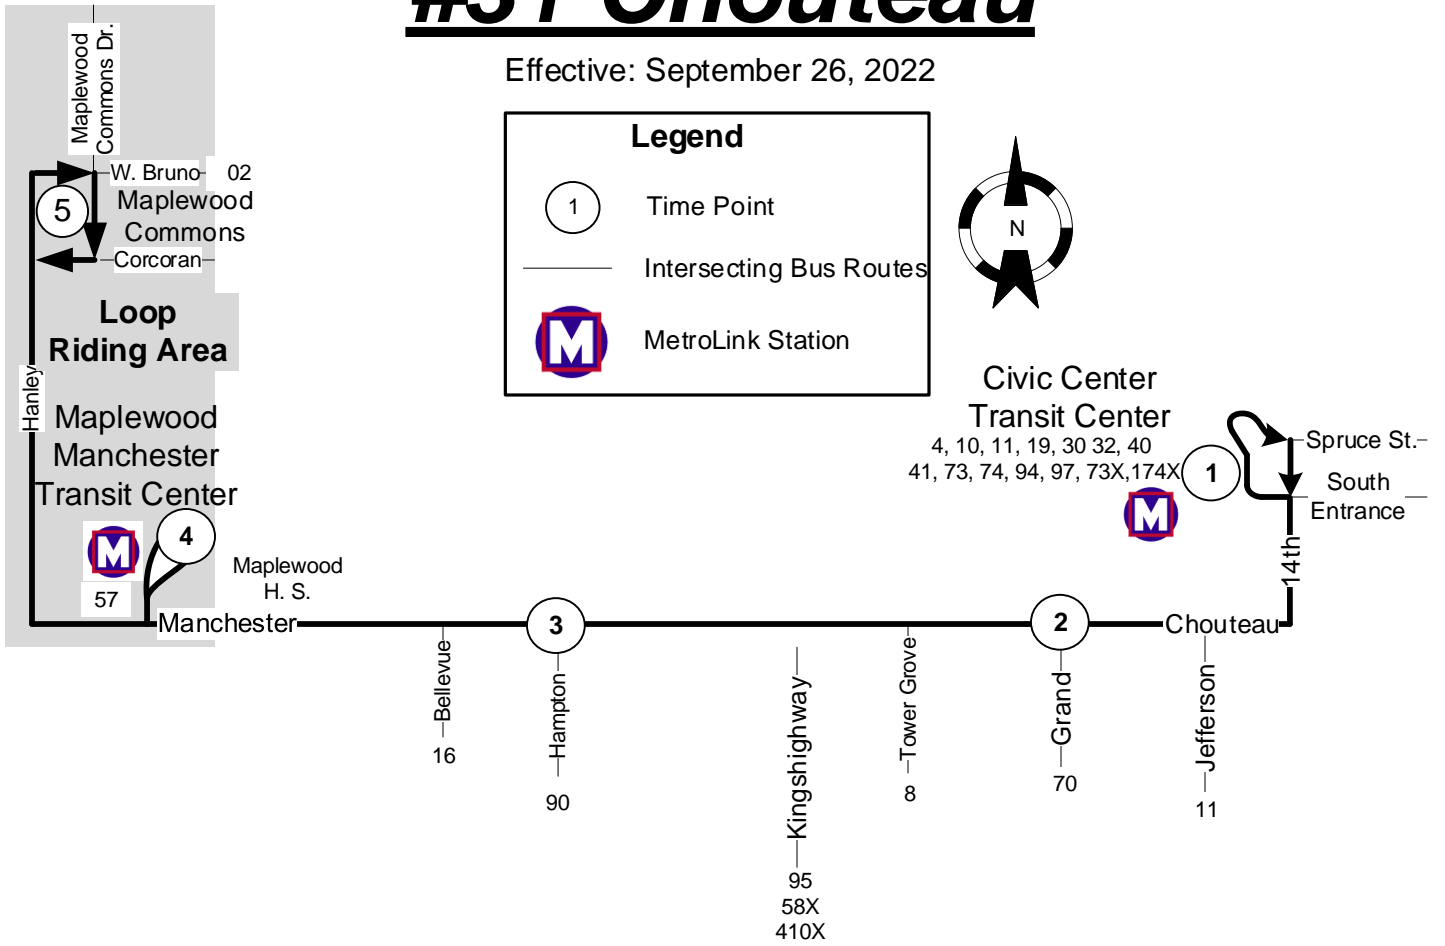 #31 Chouteau
Effective: September 26, 2022
Legend
1 Time Point
Intersecting Bus Routes
M MetroLink Station
N
Maplewood
Commons Dr.
W. Bruno 02
5
Maplewood
Commons
Corcoran
Loop
Riding Area
Hanley
Maplewood
Manchester
Transit Center
M
4
57
Maplewood
H. S.
Manchester
Civic Center
Transit Center
4, 10, 11, 19, 30 32, 40
41, 73, 74, 94, 97, 73X,174X
1
M
Spruce St.
South
Entrance
14th
3
2
Chouteau
Bellevue
16
Hampton
90
Kingshighway
95
58X
410X
Tower Grove
8
Grand
70
Jefferson
11